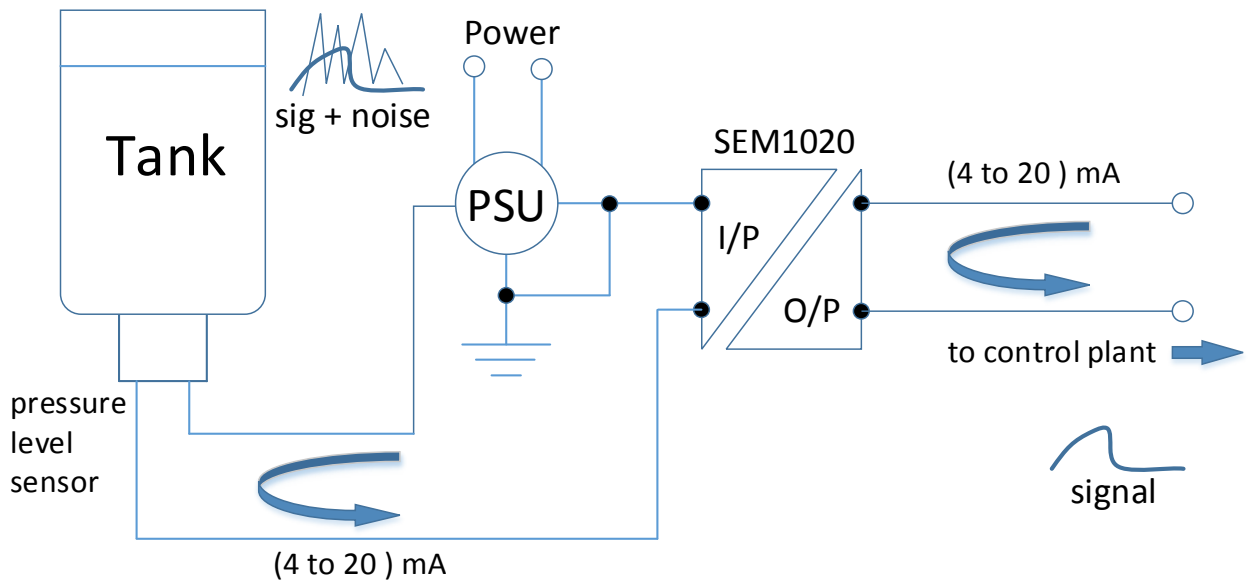 Power
sig + noise
Tank
PSU
SEM1020
I/P
O/P
(4 to 20 ) mA
to control plant
pressure
level
sensor
signal
(4 to 20 ) mA